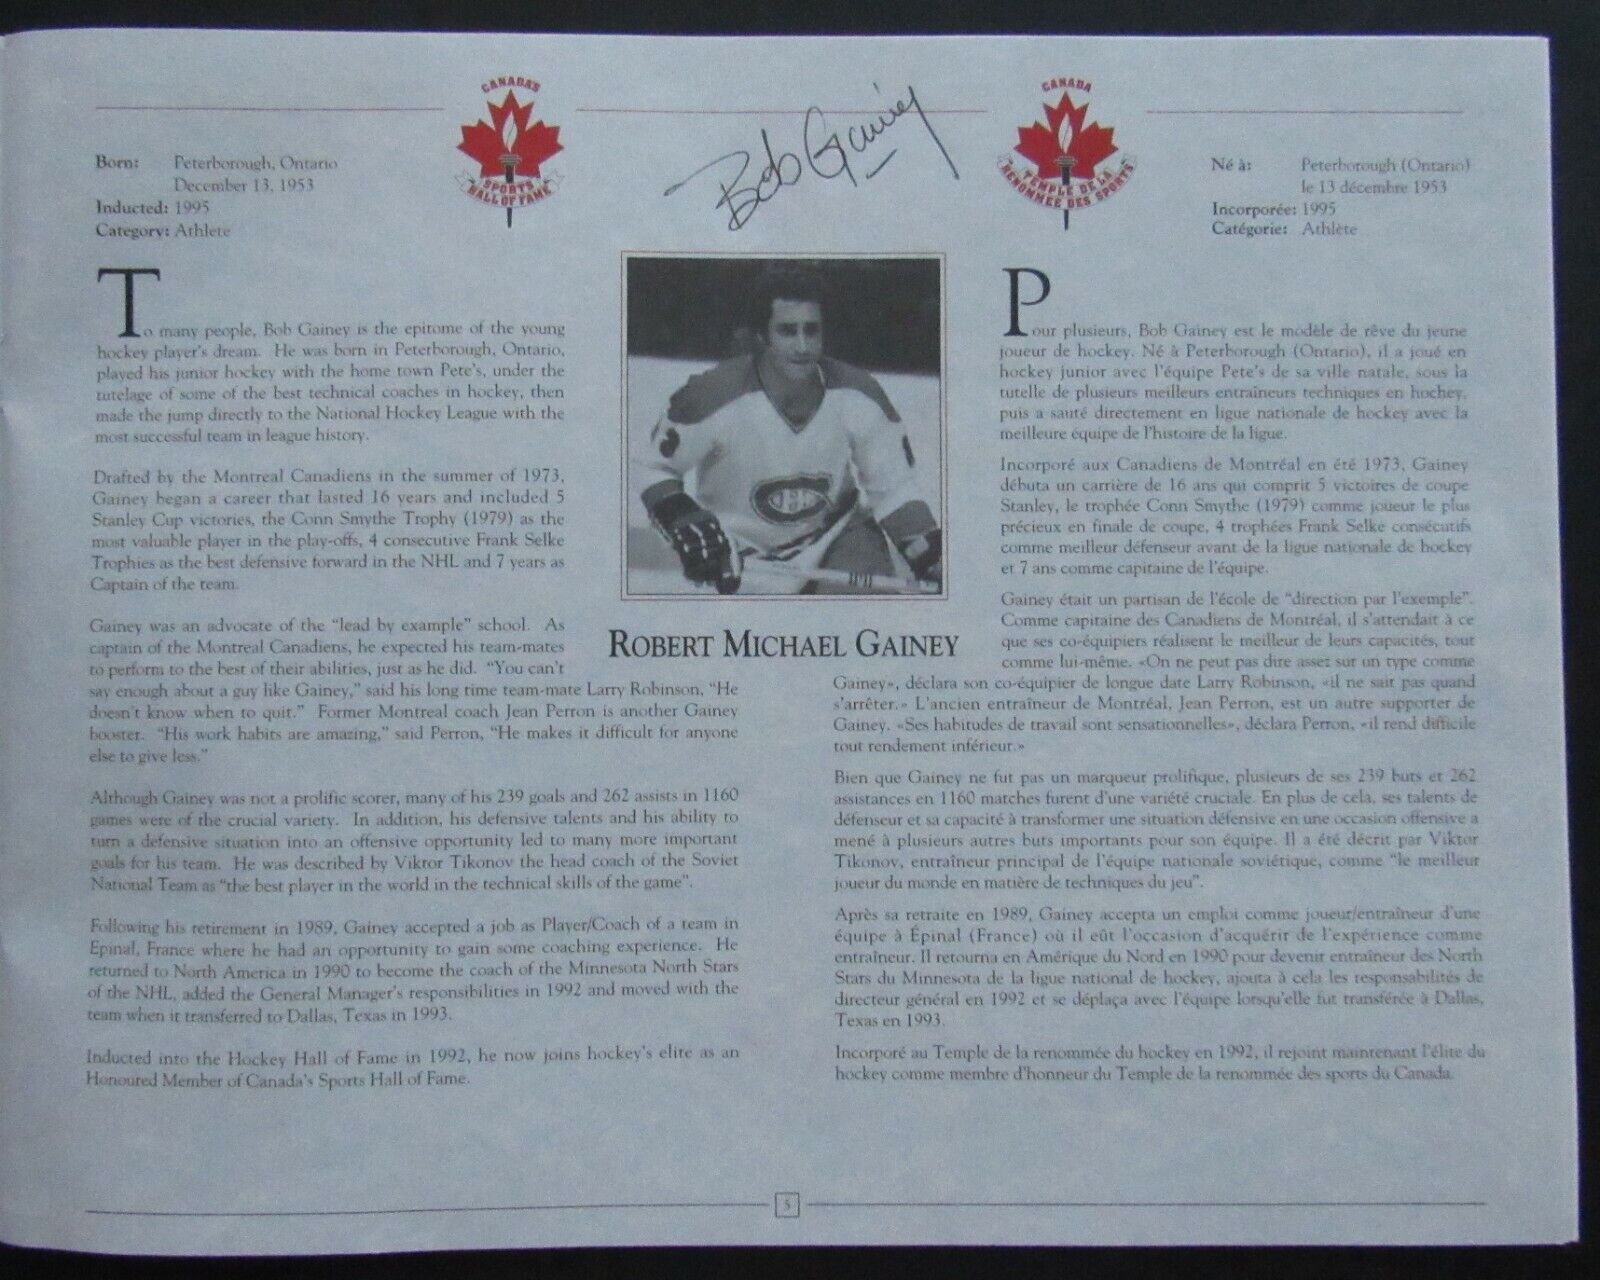 CANADA'S
SPORTS
HALL OF FAME
Bob Gainey
CANADA
TEMPLE DE LA
RENOMMÉE DES SPORTS
Born: Peterborough, Ontario
December 13, 1953
Inducted: 1995
Category: Athlete
Né à: Peterborough (Ontario)
le 13 décembre 1953
Incorporée: 1995
Catégorie: Athlète
To many people, Bob Gainey is the epitome of the young
hockey player's dream. He was born in Peterborough, Ontario,
played his junior hockey with the home town Pete's, under the
tutelage of some of the best technical coaches in hockey, then
made the jump directly to the National Hockey League with the
most successful team in league history.
Drafted by the Montreal Canadiens in the summer of 1973,
Gainey began a career that lasted 16 years and included 5
Stanley Cup victories, the Conn Smythe Trophy (1979) as the
most valuable player in the play-offs, 4 consecutive Frank Selke
Trophies as the best defensive forward in the NHL and 7 years as
Captain of the team.
Gainey was an advocate of the "lead by example" school. As
captain of the Montreal Canadiens, he expected his team-mates
to perform to the best of their abilities, just as he did. "You can't
say enough about a guy like Gainey," said his long time team-mate Larry Robinson, "He
doesn't know when to quit." Former Montreal coach Jean Perron is another Gainey
booster. "His work habits are amazing," said Perron, "He makes it difficult for anyone
else to give less."
Although Gainey was not a prolific scorer, many of his 239 goals and 262 assists in 1160
games were of the crucial variety. In addition, his defensive talents and his ability to
turn a defensive situation into an offensive opportunity led to many more important
goals for his team. He was described by Viktor Tikonov the head coach of the Soviet
National Team as "the best player in the world in the technical skills of the game".
Following his retirement in 1989, Gainey accepted a job as Player/Coach of a team in
Epinal, France where he had an opportunity to gain some coaching experience. He
returned to North America in 1990 to become the coach of the Minnesota North Stars
of the NHL, added the General Manager's responsibilities in 1992 and moved with the
team when it transferred to Dallas, Texas in 1993.
Inducted into the Hockey Hall of Fame in 1992, he now joins hockey's elite as an
Honoured Member of Canada's Sports Hall of Fame.
ROBERT MICHAEL GAINEY
Pour plusieurs, Bob Gainey est le modèle de rêve du jeune
joueur de hockey. Né à Peterborough (Ontario), il a joué en
hockey junior avec l'équipe Pete's de sa ville natale, sous la
tutelle de plusieurs meilleurs entraîneurs techniques en hochey,
puis a sauté directement en ligue nationale de hockey avec la
meilleure équipe de l'histoire de la ligue.
Incorporé aux Canadiens de Montréal en été 1973, Gainey
débuta un carrière de 16 ans qui comprit 5 victoires de coupe
Stanley, le trophée Conn Smythe (1979) comme joueur le plus
précieux en finale de coupe, 4 trophées Frank Selke consécutifs
comme meilleur défenseur avant de la ligue nationale de hockey
et 7 ans comme capitaine de l'équipe.
Gainey était un partisan de l'école de "direction par l'exemple".
Comme capitaine des Canadiens de Montréal, il s'attendait à ce
que ses co-équipiers réalisent le meilleur de leurs capacités, tout
comme lui-même. «On ne peut pas dire assez sur un type comme
Gainey», déclara son co-équipier de longue date Larry Robinson, «il ne sait pas quand
s'arrêter.» L'ancien entraîneur de Montréal, Jean Perron, est un autre supporter de
Gainey. «Ses habitudes de travail sont sensationnelles», déclara Perron, «il rend difficile
tout rendement inférieur.»
Bien que Gainey ne fut pas un marqueur prolifique, plusieurs de ses 239 buts et 262
assistances en 1160 matches furent d'une variété cruciale. En plus de cela, ses talents de
défenseur et sa capacité à transformer une situation défensive en une occasion offensive a
mené à plusieurs autres buts importants pour son équipe. Il a été décrit par Viktor
Tikonov, entraîneur principal de l'équipe nationale soviétique, comme "le meilleur
joueur du monde en matière de techniques du jeu".
Après sa retraite en 1989, Gainey accepta un emploi comme joueur/entraîneur d'une
équipe à Épinal (France) où il eût l'occasion d'acquérir de l'expérience comme
entraîneur. Il retourna en Amérique du Nord en 1990 pour devenir entraîneur des North
Stars du Minnesota de la ligue national de hockey, ajouta à cela les responsabilités de
directeur général en 1992 et se déplaça avec l'équipe lorsqu'elle fut transférée à Dallas,
Texas en 1993.
Incorporé au Temple de la renommée du hockey en 1992, il rejoint maintenant l'élite du
hockey comme membre d'honneur du Temple de la renommée des sports du Canada.
5